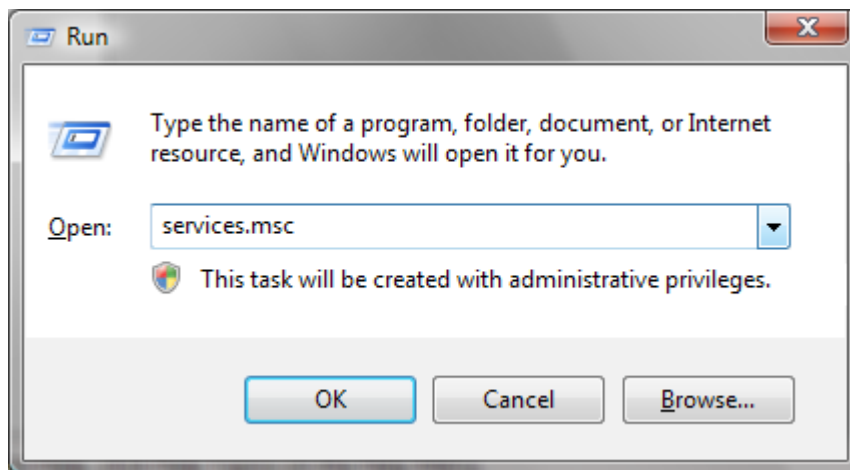 Run
Type the name of a program, folder, document, or Internet
resource, and Windows will open it for you.
Open: services.msc
This task will be created with administrative privileges.
OK Cancel Browse...